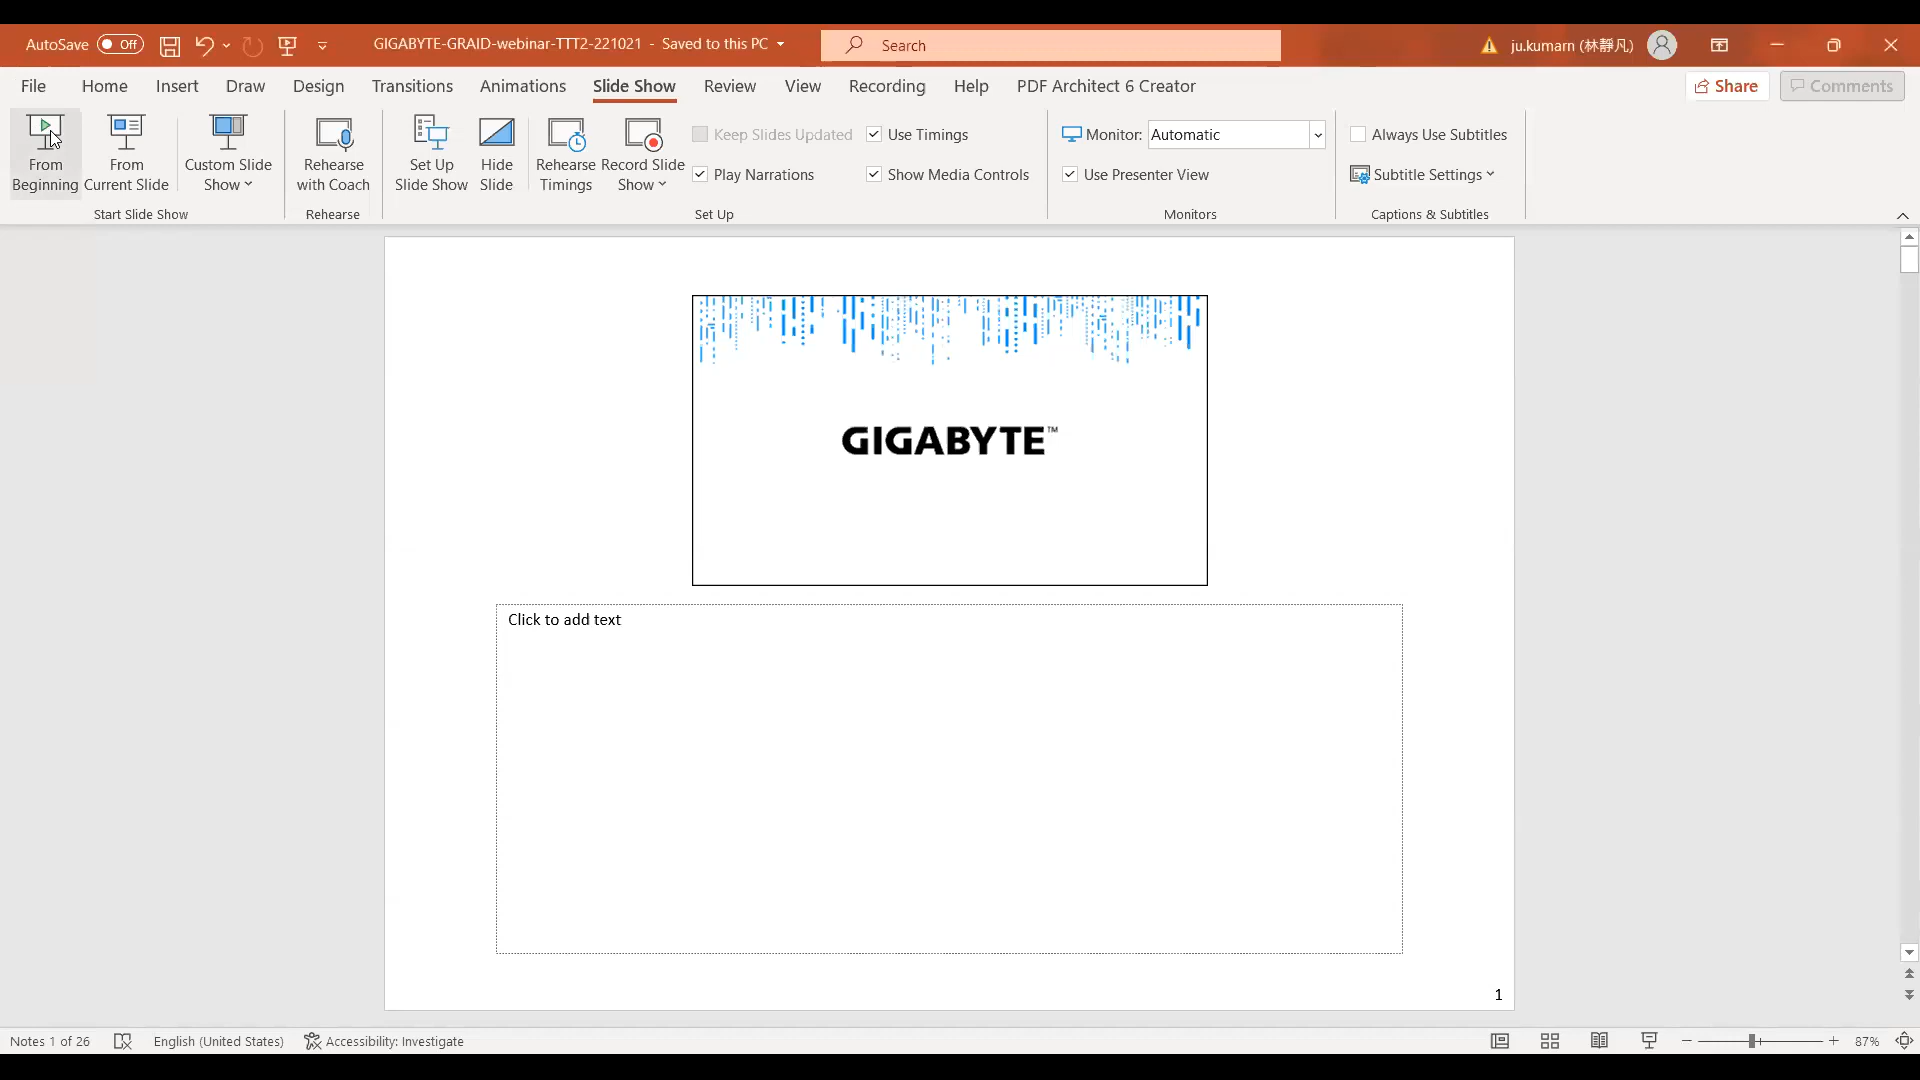 AutoSave Off GIGABYTE-GRAID-webinar-TTT2-221021 - Saved to this PC Search ju.kumarn (林靜凡)
File Home Insert Draw Design Transitions Animations Slide Show Review View Recording Help PDF Architect 6 Creator Share Comments
From Beginning
From Current Slide
Custom Slide Show
Start Slide Show
Rehearse with Coach
Rehearse
Set Up Slide Show
Hide Slide
Rehearse Timings
Record Slide Show
Keep Slides Updated
Play Narrations
Use Timings
Show Media Controls
Set Up
Monitor: Automatic
Use Presenter View
Monitors
Always Use Subtitles
Subtitle Settings
Captions & Subtitles
GIGABYTE™
Click to add text
1
Notes 1 of 26 English (United States) Accessibility: Investigate 87%